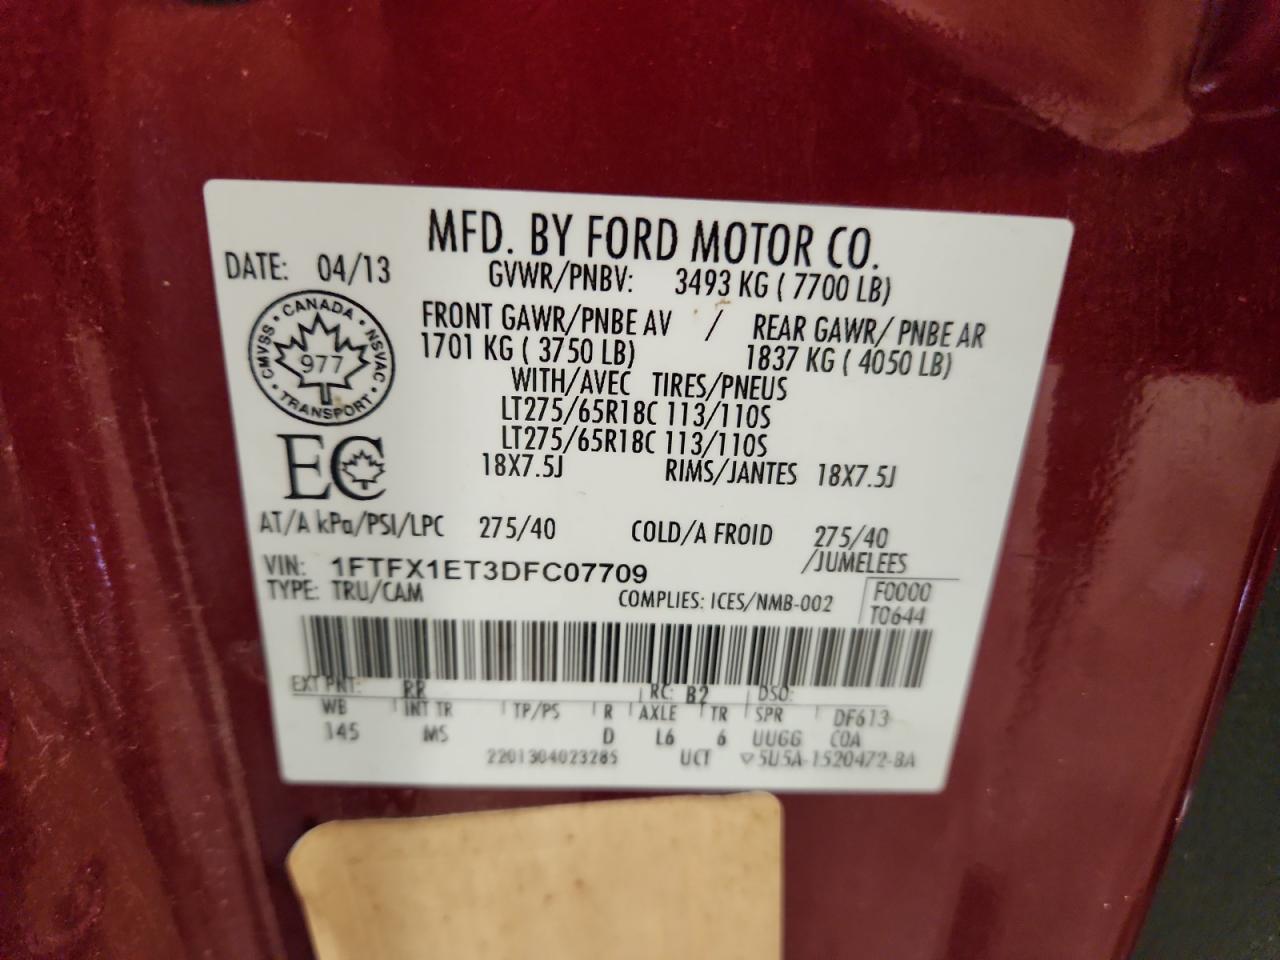 MFD. BY FORD MOTOR CO.
DATE: 04/13
GVWR/PNBV: 3493 KG ( 7700 LB)
FRONT GAWR/PNBE AV / REAR GAWR/ PNBE AR
1701 KG ( 3750 LB) 1837 KG ( 4050 LB)
WITH/AVEC TIRES/PNEUS
LT275/65R18C 113/110S
LT275/65R18C 113/110S
18X7.5J RIMS/JANTES 18X7.5J
CANADA
CMVSS • NSVAC
977
TRANSPORT
EC
AT/A kPa/PSI/LPC 275/40 COLD/A FROID 275/40
/JUMELEES
VIN: 1FTFX1ET3DFC07709
TYPE: TRU/CAM COMPLIES: ICES/NMB-002
F0000
T0644
EXT PNT: RR RC: B2 DSO:
WB INT TR TP/PS R AXLE TR SPR DF613
145 MS D L6 6 UUGG COA
2201304023285 UCT ▽5U5A-1520472-BA